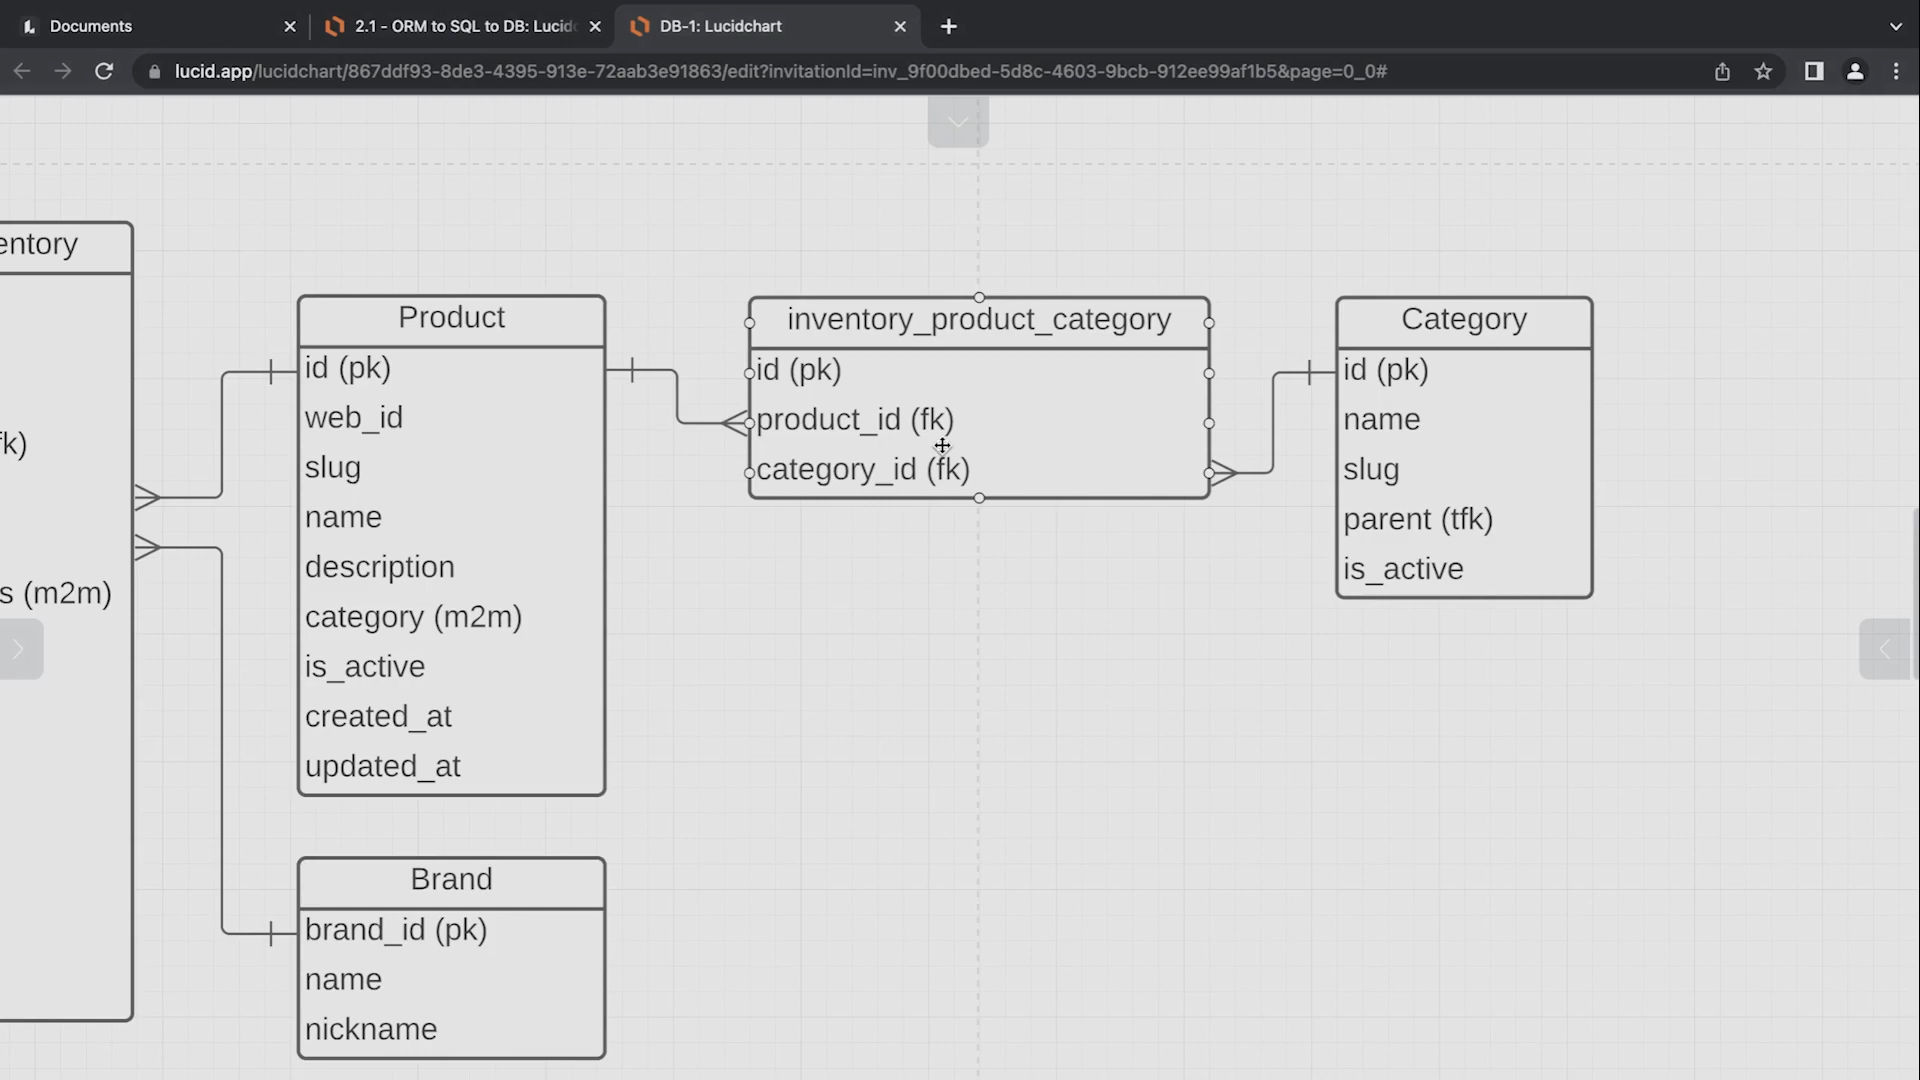 Documents
2.1 - ORM to SQL to DB: Lucid
DB-1: Lucidchart
lucid.app/lucidchart/867ddf93-8de3-4395-913e-72aab3e91863/edit?invitationId=inv_9f00dbed-5d8c-4603-9bcb-912ee99af1b5&page=0_0#
entory
fk)
s (m2m)
Product
id (pk)
web_id
slug
name
description
category (m2m)
is_active
created_at
updated_at
Brand
brand_id (pk)
name
nickname
inventory_product_category
id (pk)
product_id (fk)
category_id (fk)
Category
id (pk)
name
slug
parent (tfk)
is_active